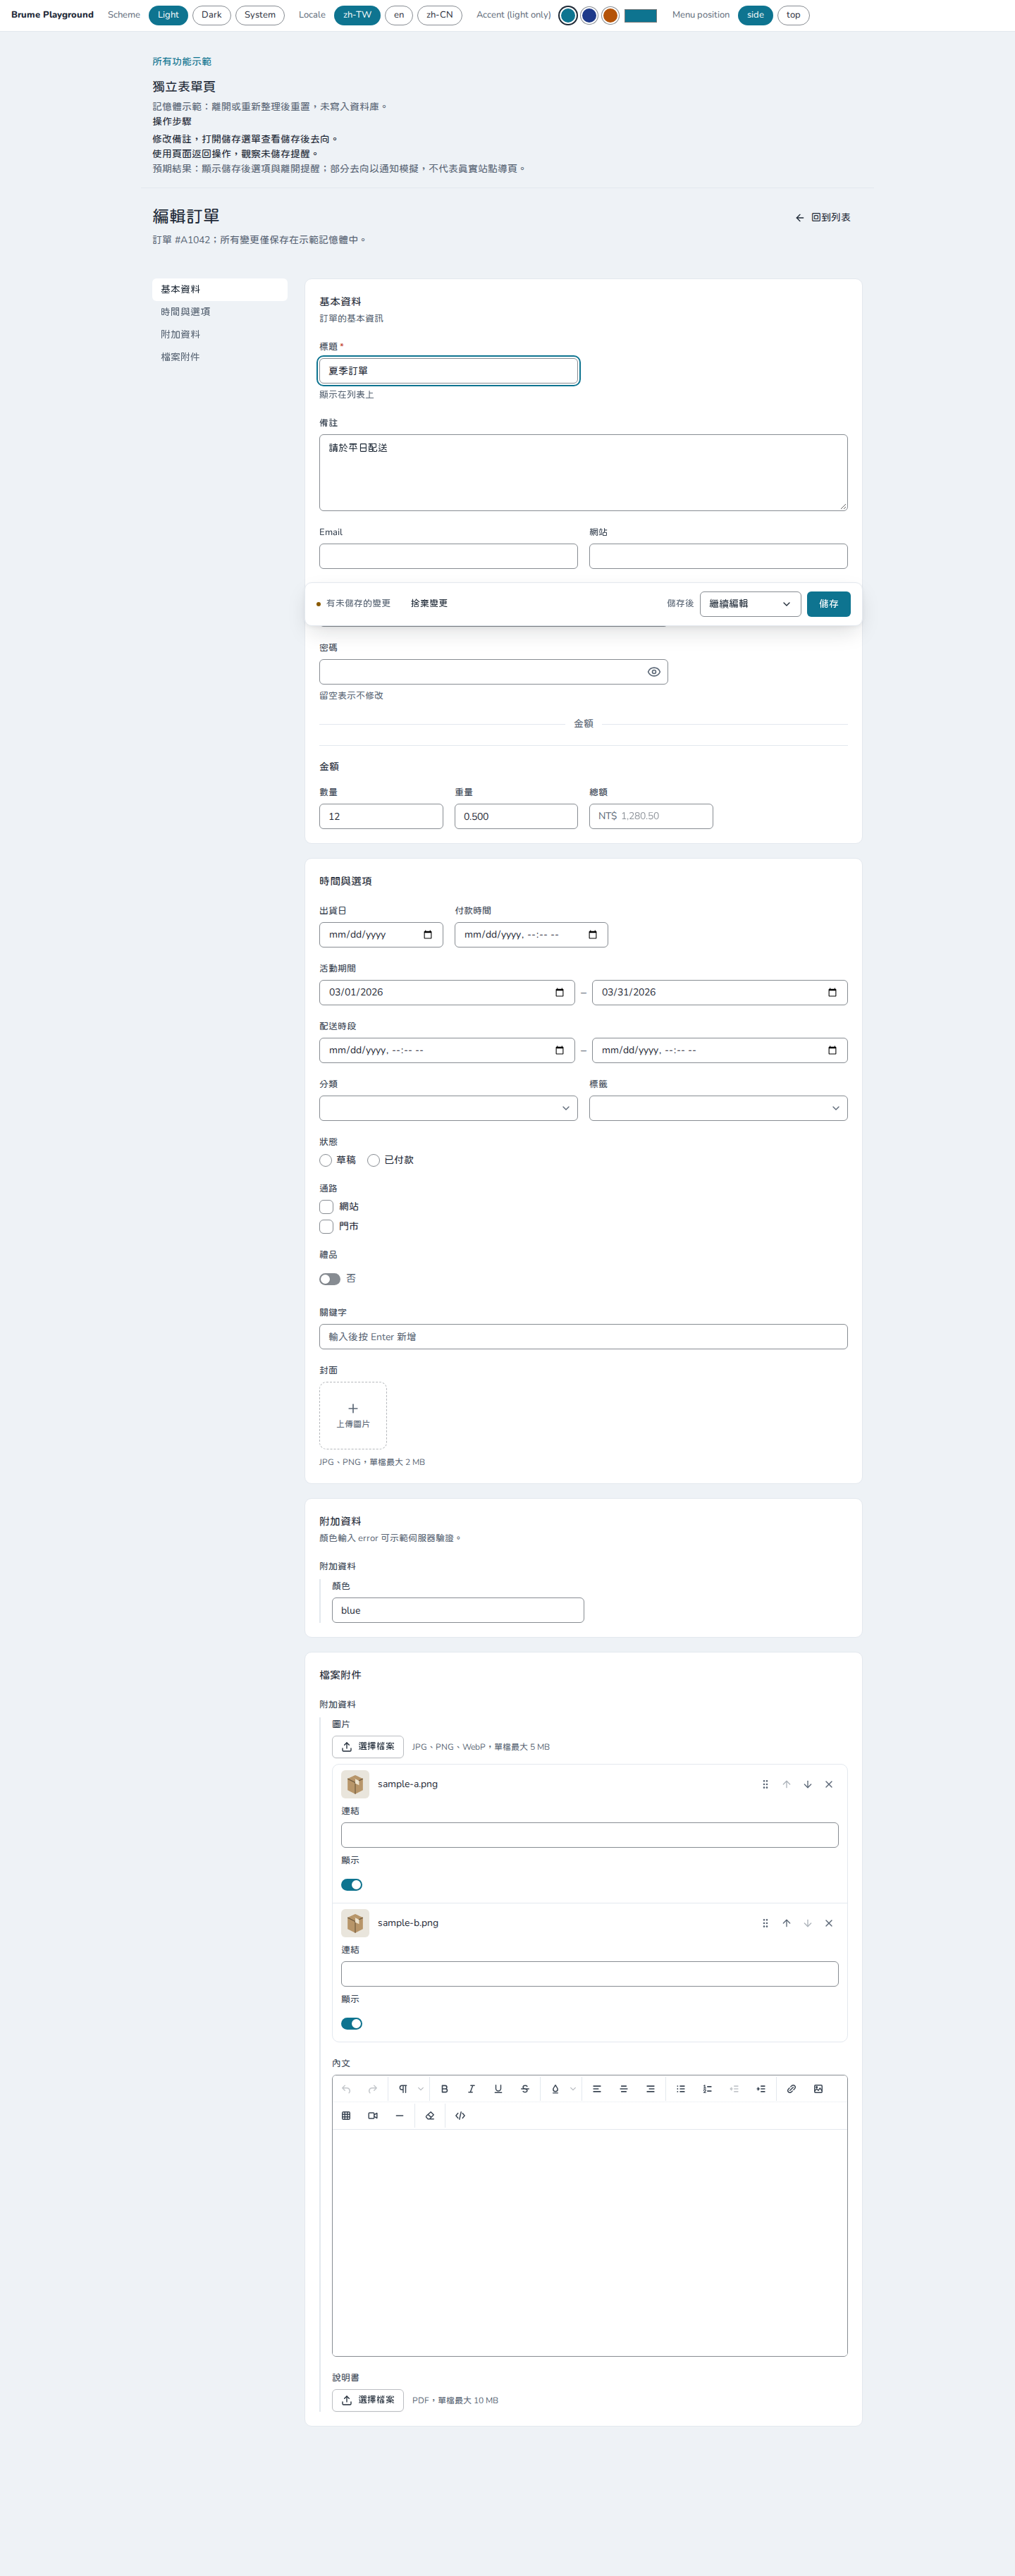 Brume Playground Scheme Light Dark System Locale zh-TW en zh-CN Accent (light only) Menu position side top
所有功能示範
獨立表單頁
記憶體示範：離開或重新整理後重置，未寫入資料庫。
操作步驟
修改備註，打開儲存選單查看儲存後去向。
使用頁面返回操作，觀察未儲存提醒。
預期結果：顯示儲存後選項與離開提醒；部分去向以通知模擬，不代表真實站點導頁。
編輯訂單
回到列表
訂單 #A1042；所有變更僅保存在示範記憶體中。
基本資料
時間與選項
附加資料
檔案附件
基本資料
訂單的基本資訊
標題 *
夏季訂單
顯示在列表上
備註
請於平日配送
Email 網站
有未儲存的變更 捨棄變更 儲存後 繼續編輯 儲存
密碼
留空表示不修改
金額
金額
數量 重量 總額
12 0.500 NT$ 1,280.50
時間與選項
出貨日 付款時間
mm/dd/yyyy mm/dd/yyyy, --:-- --
活動期間
03/01/2026 – 03/31/2026
配送時段
mm/dd/yyyy, --:-- -- – mm/dd/yyyy, --:-- --
分類 標籤
狀態
草稿 已付款
通路
網站
門市
禮品
否
關鍵字
輸入後按 Enter 新增
封面
上傳圖片
JPG、PNG，單檔最大 2 MB
附加資料
顏色輸入 error 可示範伺服器驗證。
附加資料
顏色
blue
檔案附件
附加資料
圖片
選擇檔案 JPG、PNG、WebP，單檔最大 5 MB
sample-a.png
連結
顯示
sample-b.png
連結
顯示
內文
說明書
選擇檔案 PDF，單檔最大 10 MB